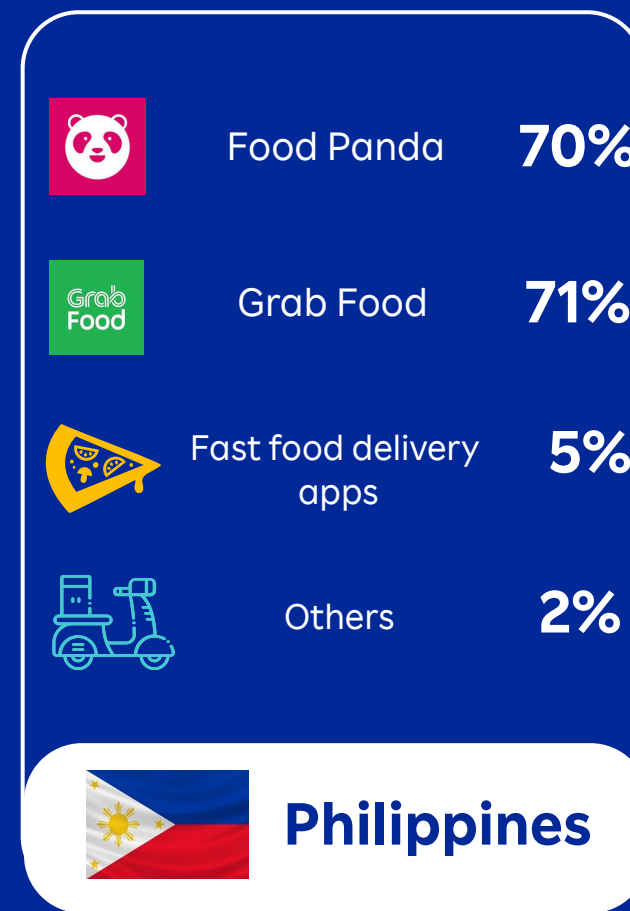 Food Panda 70%
Grab Food
Grab Food 71%
Fast food delivery 5%
apps
Others 2%
Philippines